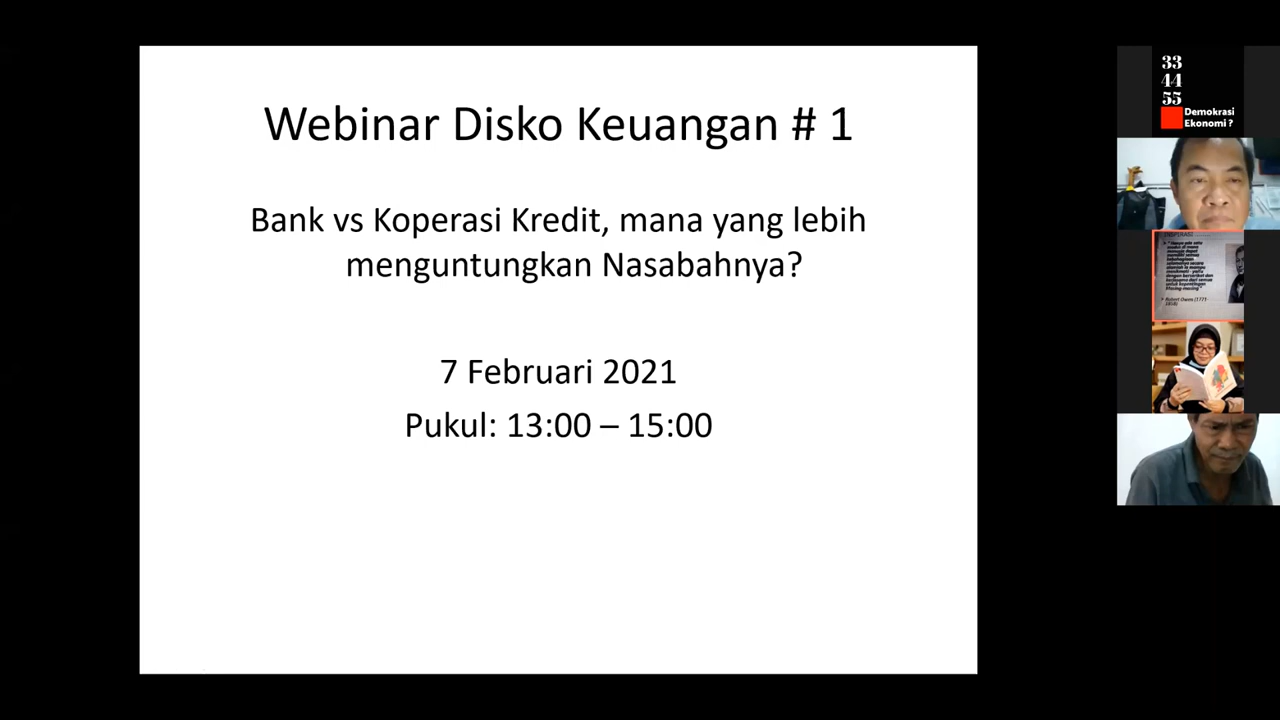 Webinar Disko Keuangan # 1
Bank vs Koperasi Kredit, mana yang lebih
menguntungkan Nasabahnya?
7 Februari 2021
Pukul: 13:00 – 15:00
33
44
55
Demokrasi
Ekonomi ?